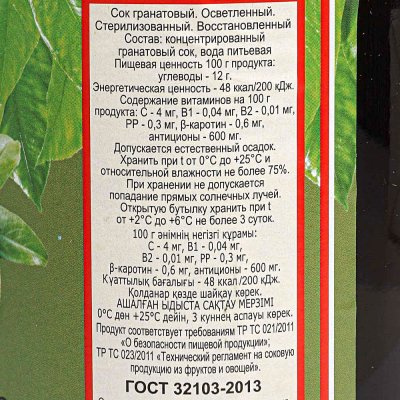 Сок гранатовый. Осветленный.
Стерилизованный. Восстановленный
Состав: концентрированный
гранатовый сок, вода питьевая
Пищевая ценность 100 г продукта:
углеводы - 12 г.
Энергетическая ценность - 48 ккал/200 кДж.
Содержание витаминов на 100 г
продукта: С - 4 мг, В1 - 0,04 мг, В2 - 0,01 мг,
РР - 0,3 мг, β-каротин - 0,6 мг,
антиционы - 600 мг.
Допускается естественный осадок.
Хранить при t от 0°С до +25°С и
относительной влажности не более 75%.
При хранении не допускается
попадание прямых солнечных лучей.
Открытую бутылку хранить при t
от +2°С до +6°С не более 3 суток.
100 г әнімнің негізгі құрамы:
С - 4 мг, В1 - 0,04 мг,
В2 - 0,01 мг, РР - 0,3 мг,
β-каротин - 0,6 мг, антиционы - 600 мг.
Куаттылық бағалығы - 48 ккал /200 кДж.
Қолданар көзде шайқау керек.
АШАЛҒАН ЫДЫСТА САҚТАУ МЕРЗІМІ
0°С ден +25°С дейін, 3 куннен аспауы керек.
Продукт соответствует требованиям ТР ТС 021/2011
«О безопасности пищевой продукции»;
ТР ТС 023/2011 «Технический регламент на соковую
продукцию из фруктов и овощей».
ГОСТ 32103-2013